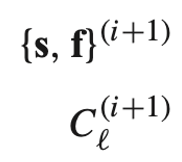 {s, f}^(i+1)
C_ℓ^(i+1)